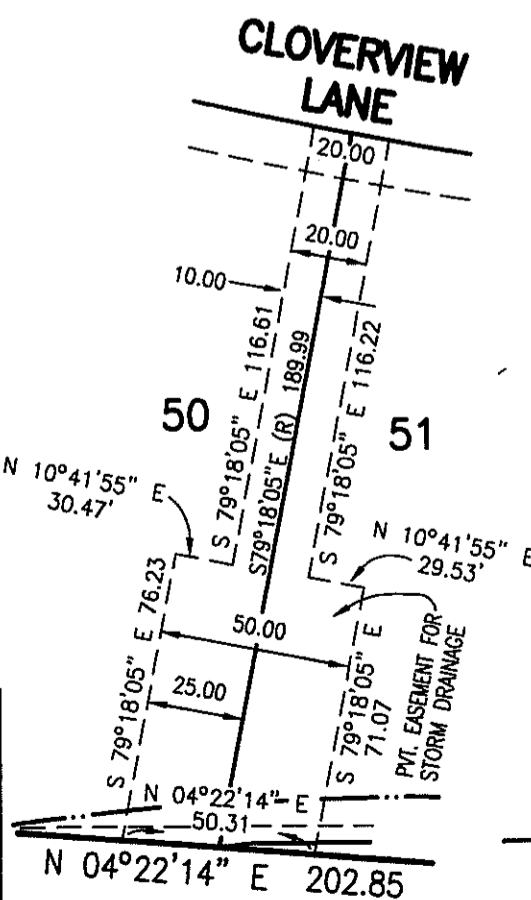 CLOVERVIEW
LANE
20.00
20.00
10.00
S 79°18'05" E 116.61
S79°18'05"E (R) 189.99
S 79°18'05" E 116.22
50
51
N 10°41'55" E
30.47'
N 10°41'55" E
29.53'
S 79°18'05" E 76.23
50.00
25.00
S 79°18'05" E
71.07
PVT. EASEMENT FOR
STORM DRAINAGE
N 04°22'14" E
50.31
N 04°22'14" E 202.85